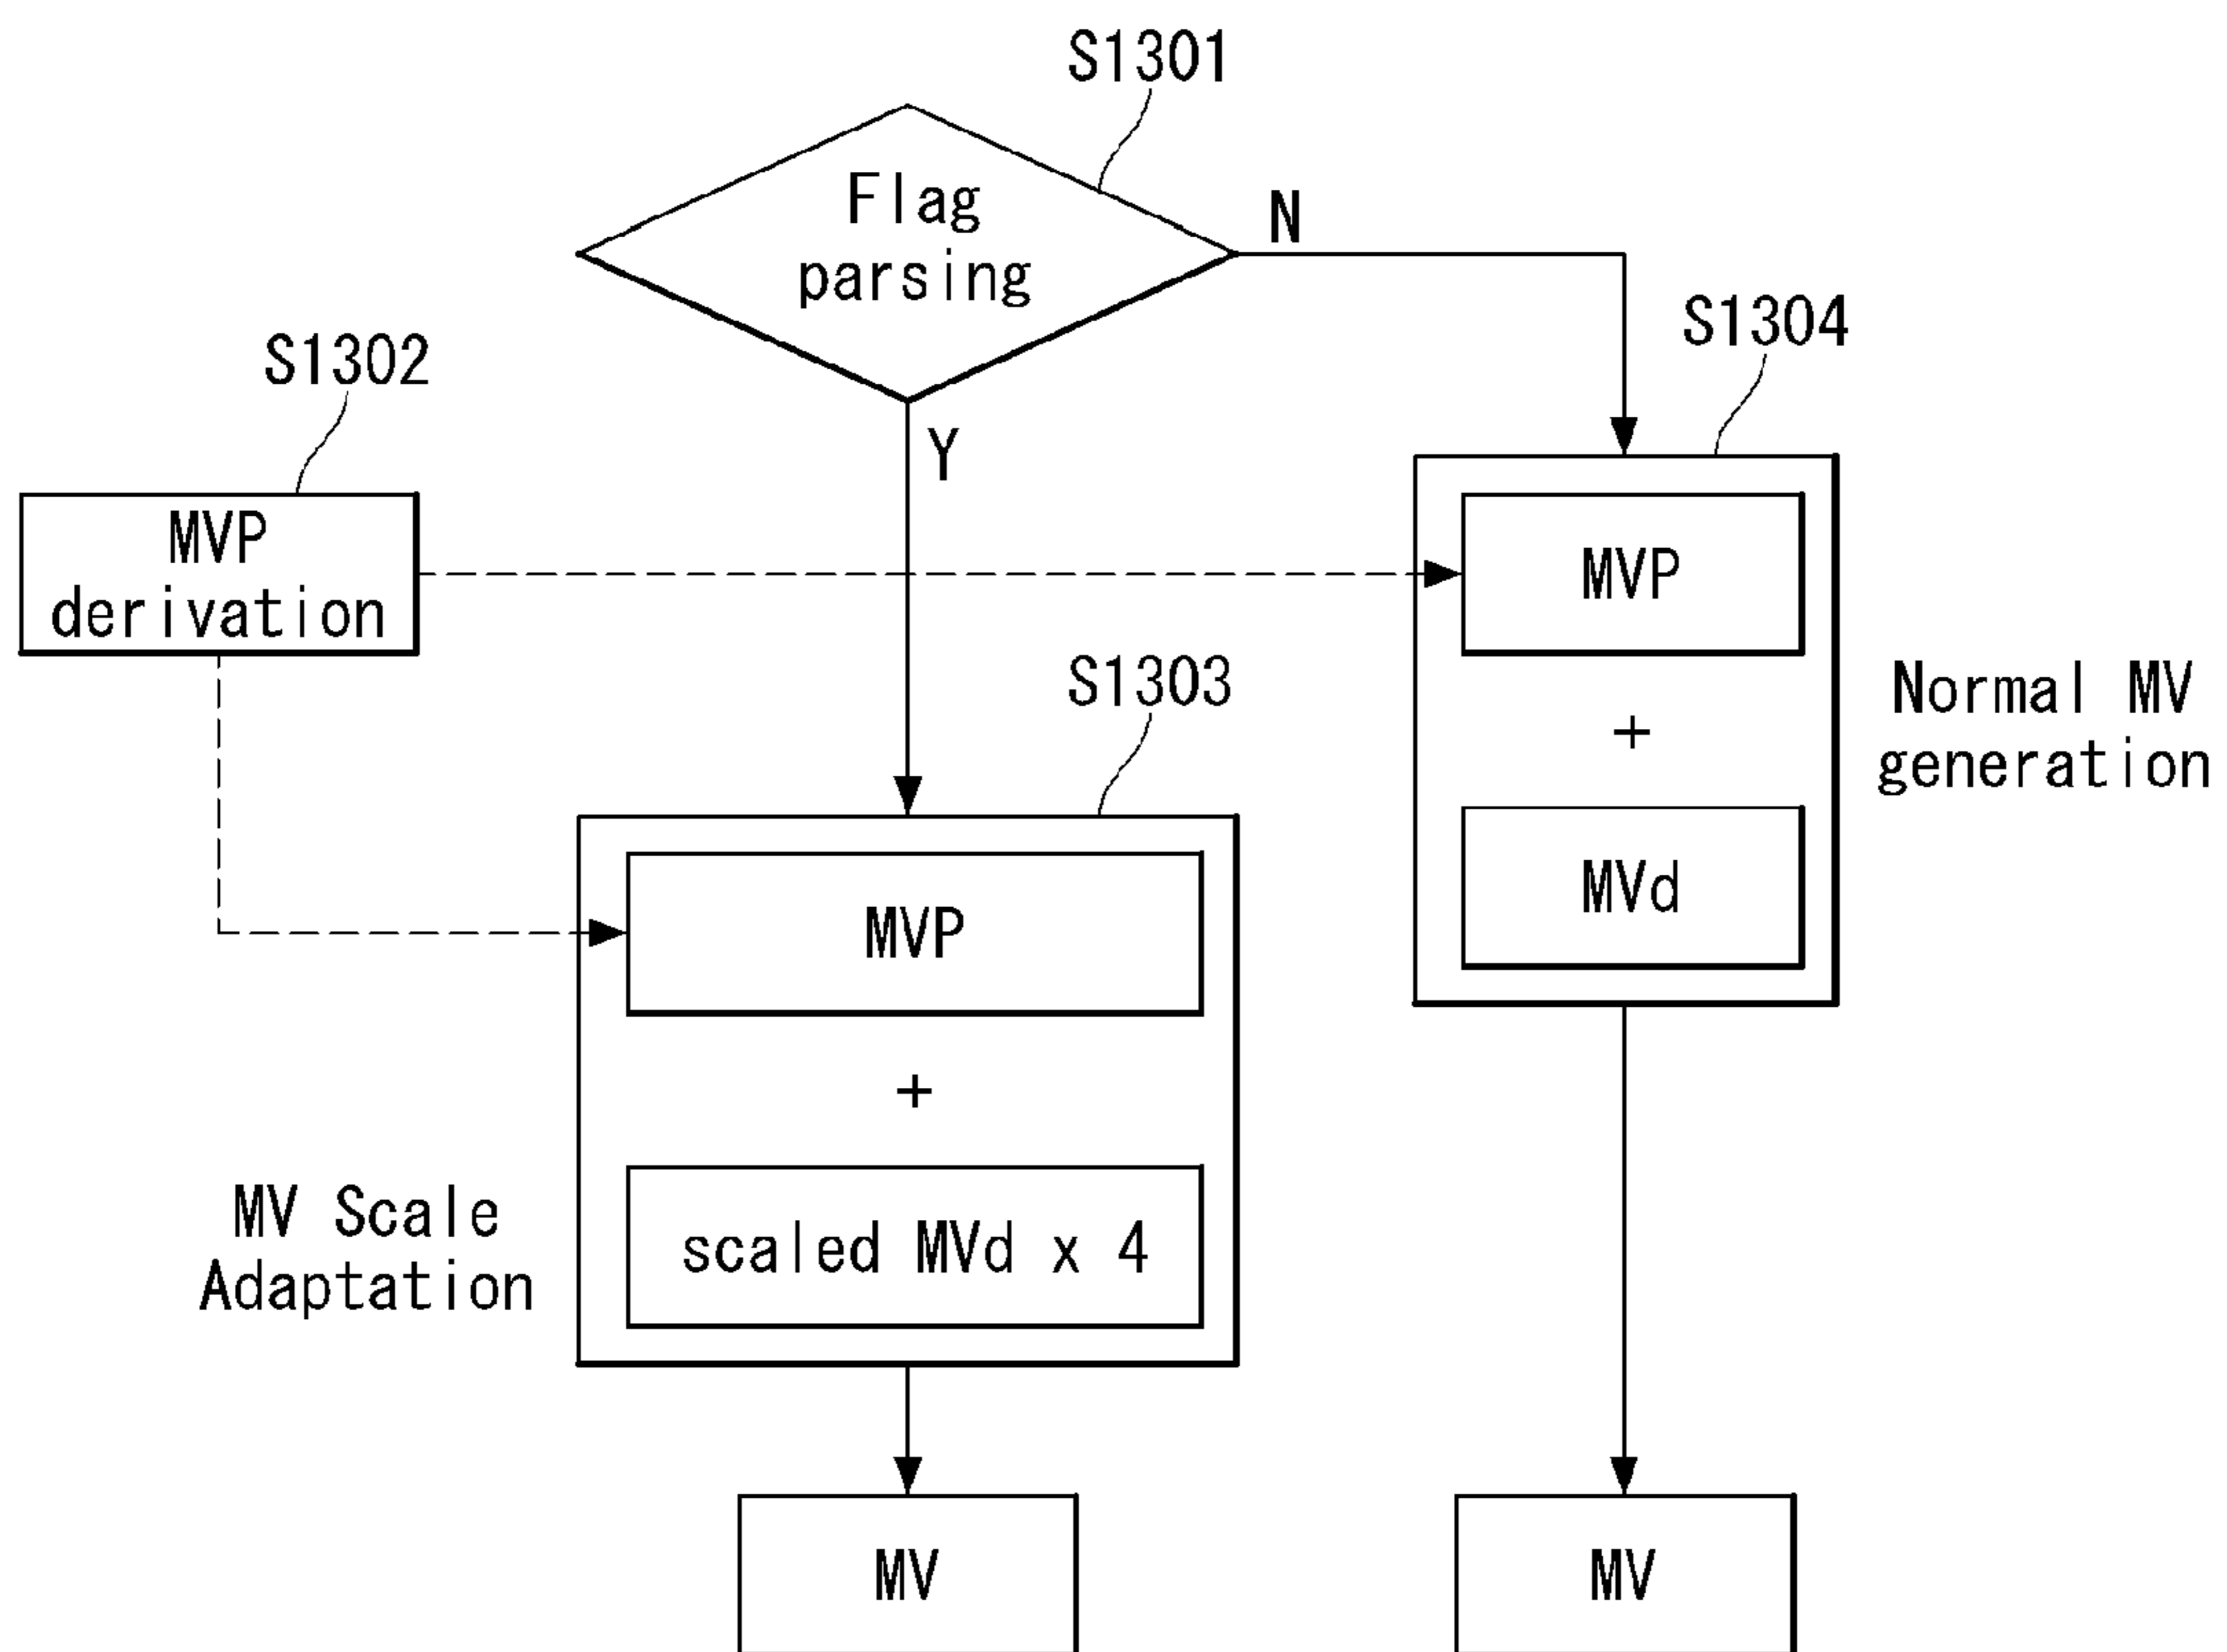 S1301
Flag
parsing
N
S1304
S1302
Y
MVP
derivation
MVP
S1303
Normal MV
generation
+
MVd
MVP
+
MV Scale
Adaptation
scaled MVd x 4
MV
MV